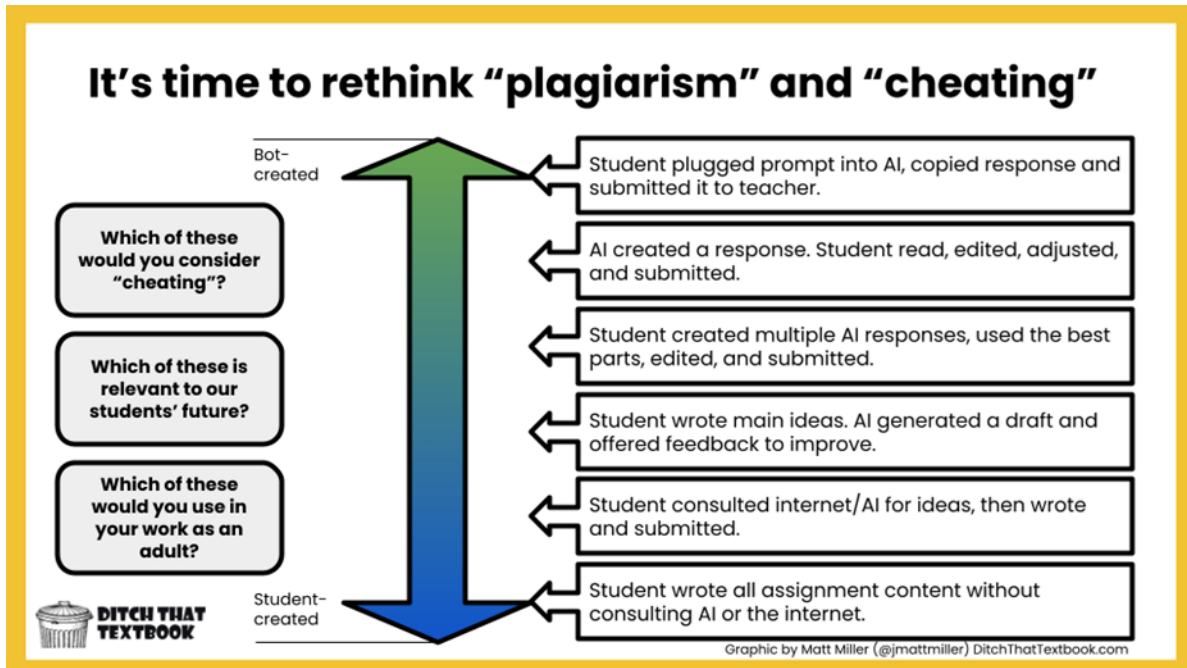 It’s time to rethink “plagiarism” and “cheating”
Bot-
created
Student plugged prompt into AI, copied response and
submitted it to teacher.
Which of these
would you consider
“cheating”?
AI created a response. Student read, edited, adjusted,
and submitted.
Student created multiple AI responses, used the best
parts, edited, and submitted.
Which of these is
relevant to our
students’ future?
Student wrote main ideas. AI generated a draft and
offered feedback to improve.
Which of these
would you use in
your work as an
adult?
Student consulted internet/AI for ideas, then wrote
and submitted.
Student-
created
Student wrote all assignment content without
consulting AI or the internet.
DITCH THAT
TEXTBOOK
Graphic by Matt Miller (@jmattmiller) DitchThatTextbook.com